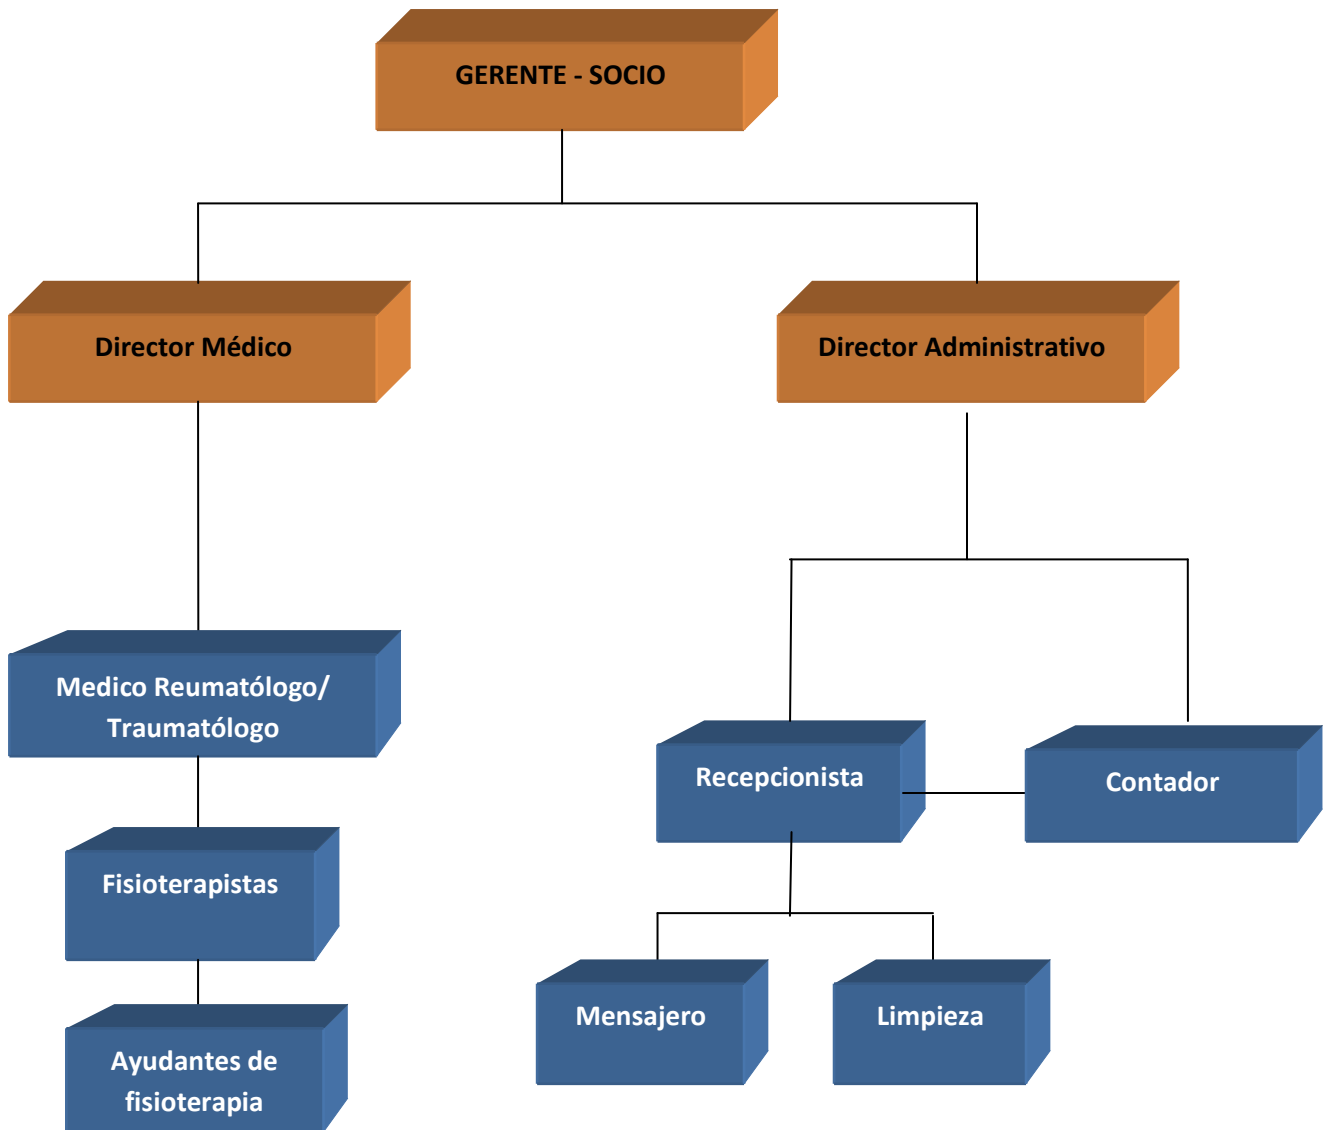 GERENTE - SOCIO
Director Médico
Director Administrativo
Medico Reumatólogo/
Traumatólogo
Recepcionista
Contador
Fisioterapistas
Mensajero
Limpieza
Ayudantes de
fisioterapia